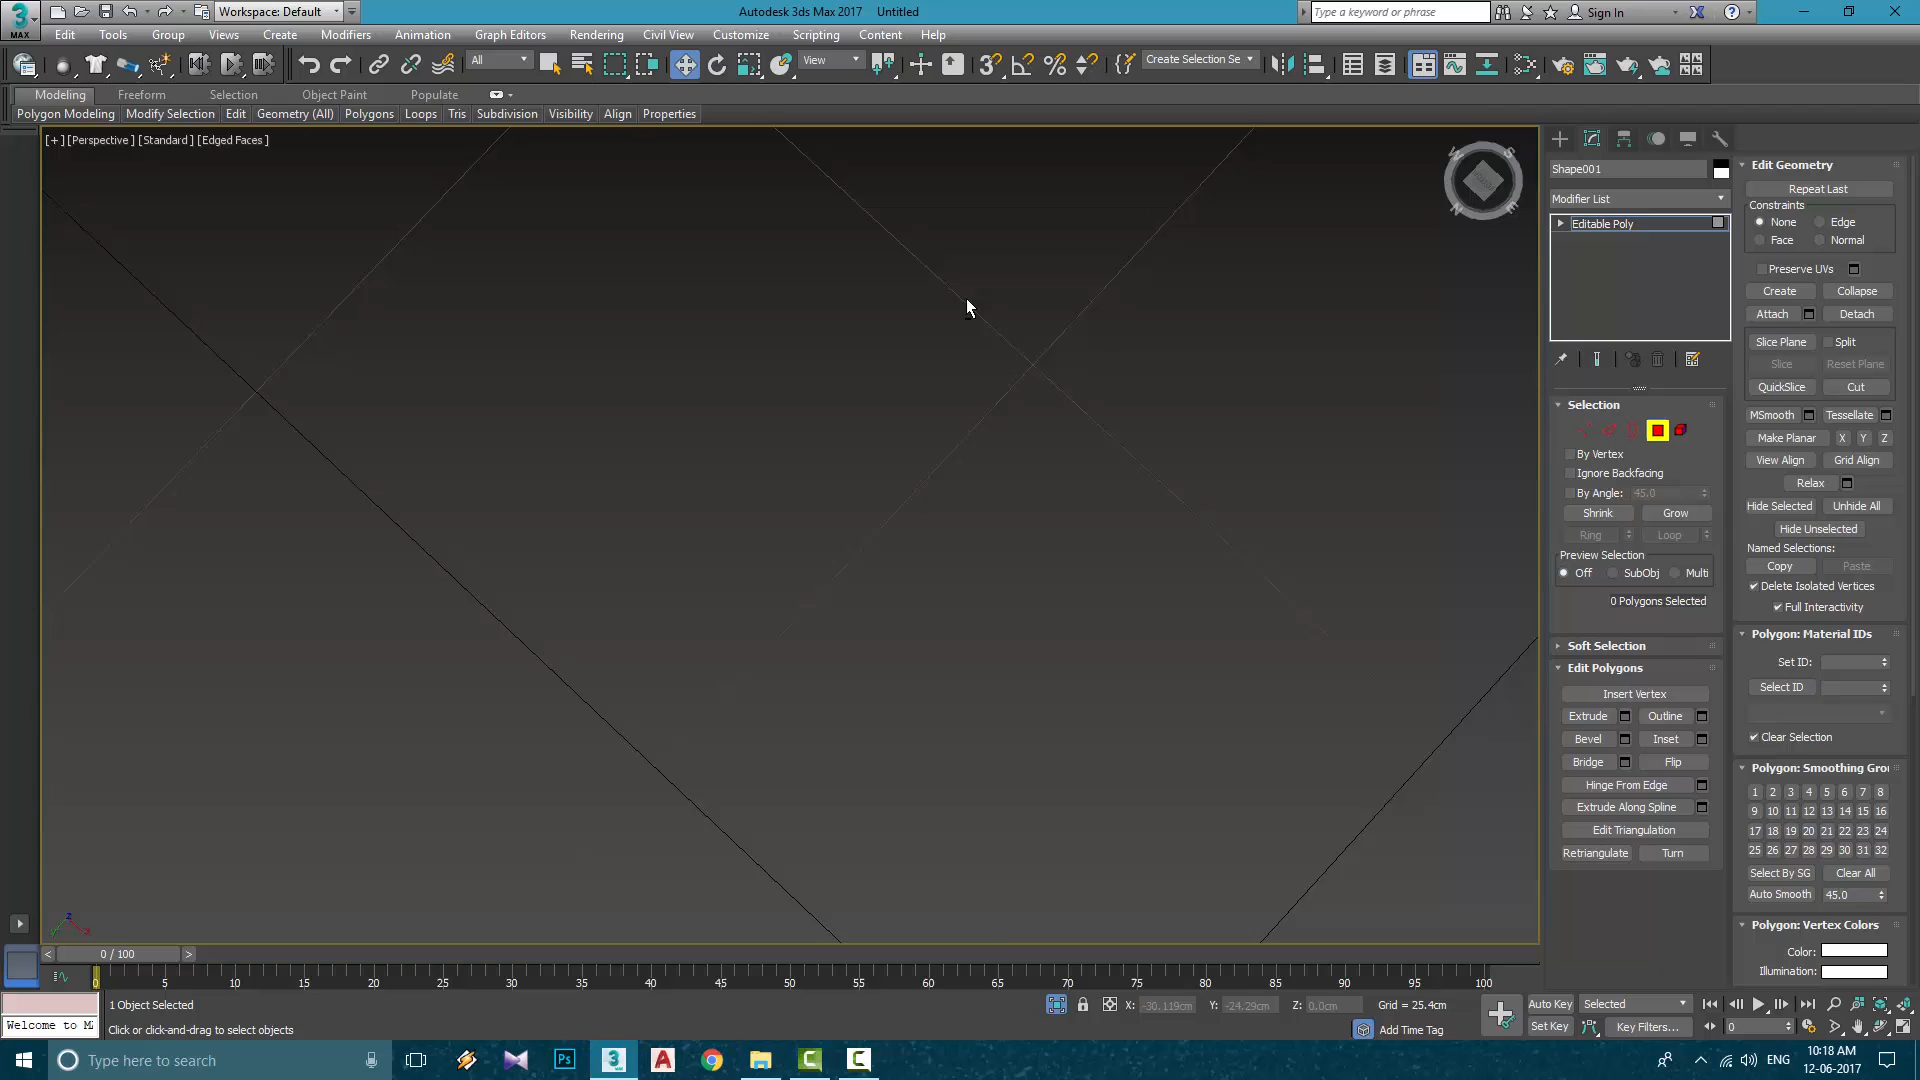 Workspace: Default
Autodesk 3ds Max 2017 Untitled
Type a keyword or phrase
Sign In
MAX
Edit Tools Group Views Create Modifiers Animation Graph Editors Rendering Civil View Customize Scripting Content Help
All
View
Create Selection Se
Modeling Freeform Selection Object Paint Populate
Polygon Modeling Modify Selection Edit Geometry (All) Polygons Loops Tris Subdivision Visibility Align Properties
[+] [Perspective ] [Standard ] [Edged Faces ]
Shape001
Modifier List
Editable Poly
Selection
By Vertex
Ignore Backfacing
By Angle: 45.0
Shrink Grow
Ring Loop
Preview Selection
Off SubObj Multi
0 Polygons Selected
Soft Selection
Edit Polygons
Insert Vertex
Extrude Outline
Bevel Inset
Bridge Flip
Hinge From Edge
Extrude Along Spline
Edit Triangulation
Retriangulate Turn
Edit Geometry
Repeat Last
Constraints
None Edge
Face Normal
Preserve UVs
Create Collapse
Attach Detach
Slice Plane Split
Slice Reset Plane
QuickSlice Cut
MSmooth Tessellate
Make Planar X Y Z
View Align Grid Align
Relax
Hide Selected Unhide All
Hide Unselected
Named Selections:
Copy Paste
Delete Isolated Vertices
Full Interactivity
Polygon: Material IDs
Set ID:
Select ID
Clear Selection
Polygon: Smoothing Gro
1 2 3 4 5 6 7 8
9 10 11 12 13 14 15 16
17 18 19 20 21 22 23 24
25 26 27 28 29 30 31 32
Select By SG Clear All
Auto Smooth 45.0
Polygon: Vertex Colors
Color:
Illumination:
0 / 100
0 5 10 15 20 25 30 35 40 45 50 55 60 65 70 75 80 85 90 95 100
1 Object Selected
X: -30.119cm Y: -24.29cm Z: 0.0cm Grid = 25.4cm
Auto Key Selected
Welcome to M
Click or click-and-drag to select objects
Add Time Tag
Set Key Key Filters... 0
Type here to search
ENG
10:18 AM
12-06-2017